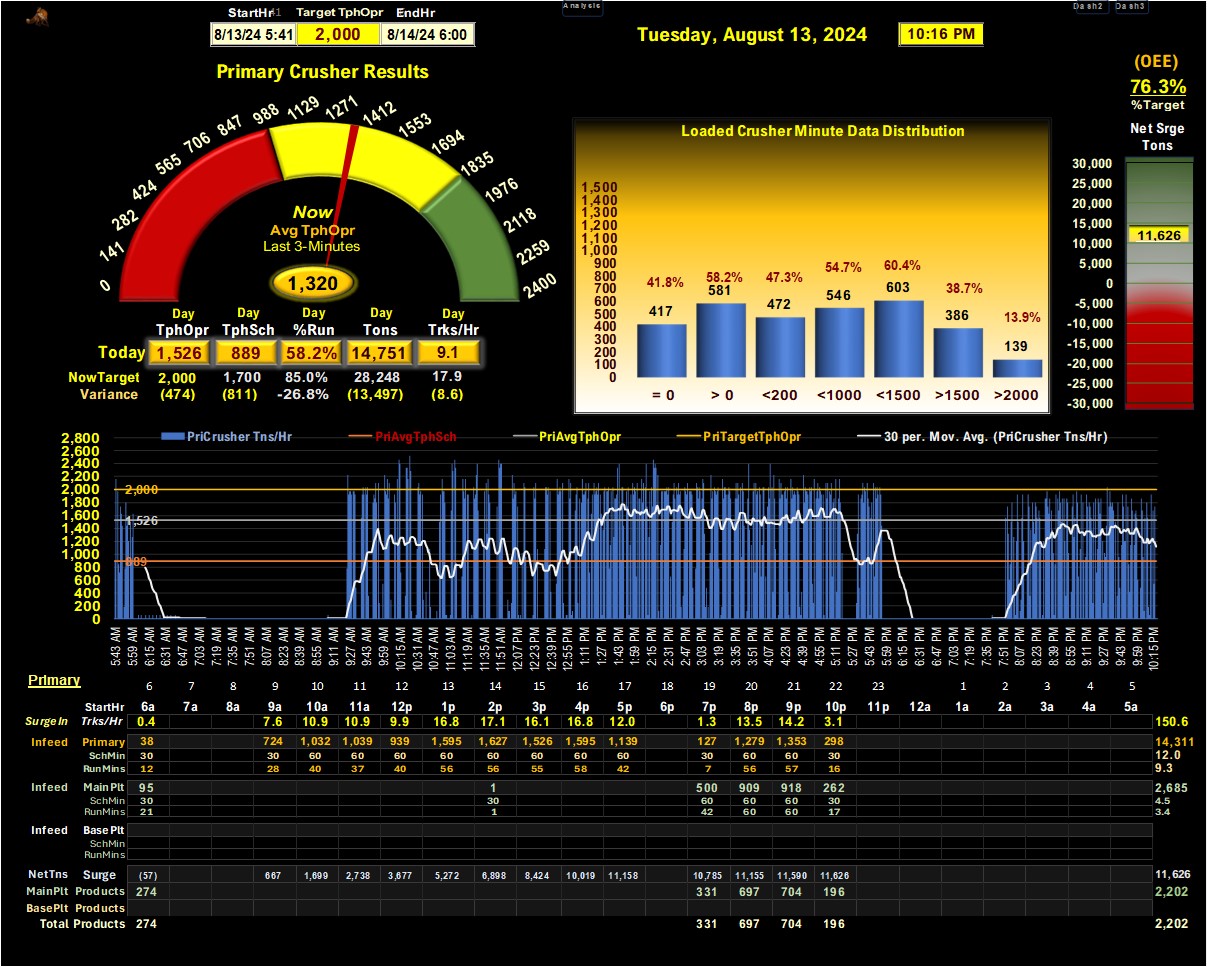 Analysis
Dash2 Dash3
StartHr 41 Target TphOpr EndHr
8/13/24 5:41 2,000 8/14/24 6:00
Tuesday, August 13, 2024 10:16 PM
(OEE)
76.3%
%Target
Net Srge
Tons
30,000
25,000
20,000
15,000
11,626
10,000
5,000
0
-5,000
-10,000
-15,000
-20,000
-25,000
-30,000
Primary Crusher Results
0 141 282 424 565 706 847 988 1129 1271 1412 1553 1694 1835 1976 2118 2259 2400
Now
Avg TphOpr
Last 3-Minutes
1,320
Day Day Day Day Day
TphOpr TphSch %Run Tons Trks/Hr
Today 1,526 889 58.2% 14,751 9.1
NowTarget 2,000 1,700 85.0% 28,248 17.9
Variance (474) (811) -26.8% (13,497) (8.6)
Loaded Crusher Minute Data Distribution
1,500
1,400
1,300
1,200
1,100
1,000
900
800
700
600
500
400
300
200
100
0
41.8% 58.2% 47.3% 54.7% 60.4% 38.7% 13.9%
417 581 472 546 603 386 139
= 0 > 0 <200 <1000 <1500 >1500 >2000
PriCrusher Tns/Hr PriAvgTphSch PriAvgTphOpr PriTargetTphOpr 30 per. Mov. Avg. (PriCrusher Tns/Hr)
2,800
2,600
2,400
2,200
2,000
1,800
1,600
1,400
1,200
1,000
800
600
400
200
0
2,000
1,526
889
5:43 AM 5:59 AM 6:15 AM 6:31 AM 6:47 AM 7:03 AM 7:19 AM 7:35 AM 7:51 AM 8:07 AM 8:23 AM 8:39 AM 8:55 AM 9:11 AM 9:27 AM 9:43 AM 9:59 AM 10:15 AM 10:31 AM 10:47 AM 11:03 AM 11:19 AM 11:35 AM 11:51 AM 12:07 PM 12:23 PM 12:39 PM 12:55 PM 1:11 PM 1:27 PM 1:43 PM 1:59 PM 2:15 PM 2:31 PM 2:47 PM 3:03 PM 3:19 PM 3:35 PM 3:51 PM 4:07 PM 4:23 PM 4:39 PM 4:55 PM 5:11 PM 5:27 PM 5:43 PM 5:59 PM 6:15 PM 6:31 PM 6:47 PM 7:03 PM 7:19 PM 7:35 PM 7:51 PM 8:07 PM 8:23 PM 8:39 PM 8:55 PM 9:11 PM 9:27 PM 9:43 PM 9:59 PM 10:15 PM
Primary
6 7 8 9 10 11 12 13 14 15 16 17 18 19 20 21 22 23 1 2 3 4 5
StartHr 6a 7a 8a 9a 10a 11a 12p 1p 2p 3p 4p 5p 6p 7p 8p 9p 10p 11p 12a 1a 2a 3a 4a 5a
SurgeIn Trks/Hr 0.4 7.6 10.9 10.9 9.9 16.8 17.1 16.1 16.8 12.0 1.3 13.5 14.2 3.1 150.6
Infeed Primary 38 724 1,032 1,039 939 1,595 1,627 1,526 1,595 1,139 127 1,279 1,353 298 14,311
SchMin 30 60 60 60 60 60 60 60 60 60 30 60 60 30 12.0
RunMins 12 28 40 37 40 56 56 55 58 42 7 56 57 16 9.3
Infeed MainPlt 95 1 500 909 918 262 2,685
SchMin 30 30 60 60 60 30 4.5
RunMins 21 1 42 60 60 17 3.4
Infeed Base Plt
SchMin
RunMins
NetTns Surge (57) 667 1,699 2,738 3,677 5,272 6,898 8,424 10,019 11,158 10,785 11,155 11,590 11,626 11,626
MainPlt Products 274 331 697 704 196 2,202
BasePlt Products
Total Products 274 331 697 704 196 2,202